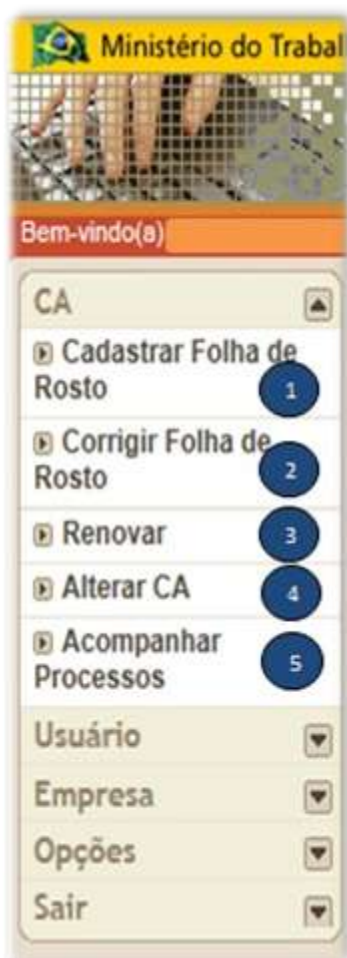 Ministério do Trabal
Bem-vindo(a)
CA
Cadastrar Folha de
Rosto
1
Corrigir Folha de
Rosto
2
Renovar
3
Alterar CA
4
Acompanhar
Processos
5
Usuário
Empresa
Opções
Sair